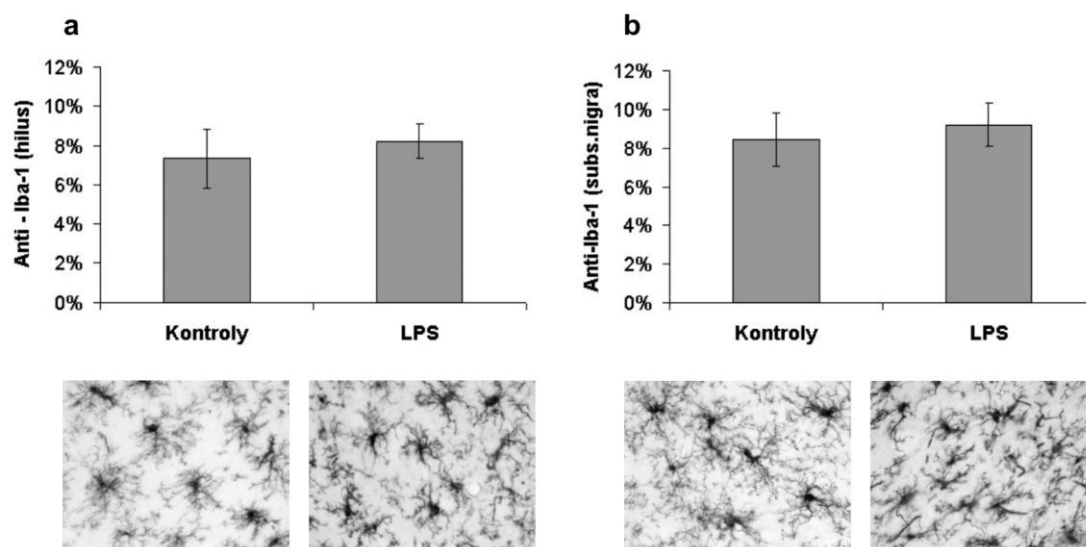 a
12%
10%
8%
6%
4%
2%
0%
Anti - Iba-1 (hilus)
Kontroly LPS
b
12%
10%
8%
6%
4%
2%
0%
Anti-Iba-1 (subs.nigra)
Kontroly LPS